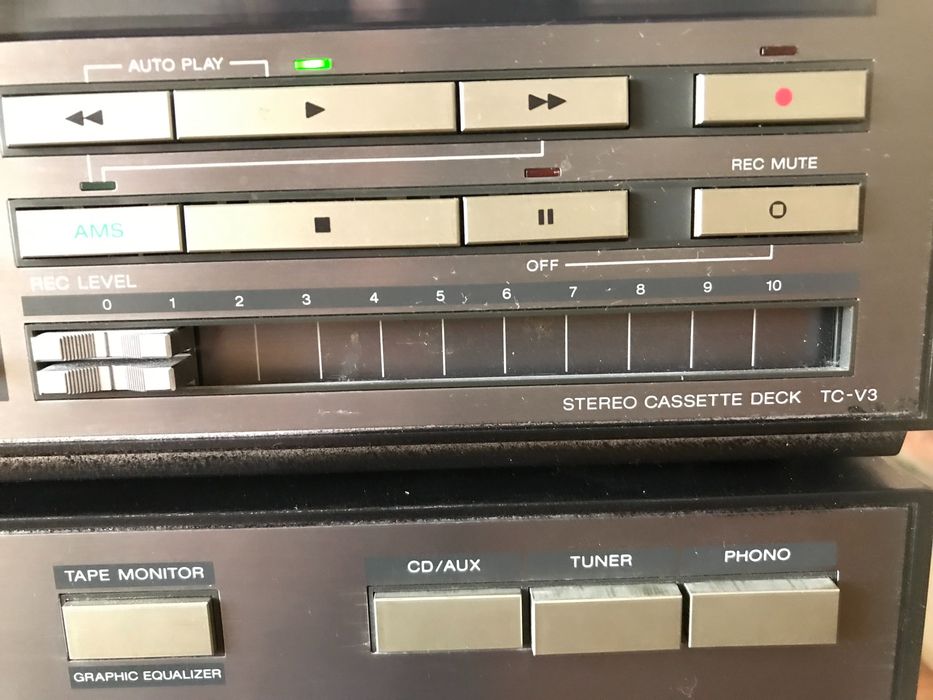 AUTO PLAY
REC MUTE
AMS
OFF
REC LEVEL
0 1 2 3 4 5 6 7 8 9 10
STEREO CASSETTE DECK TC-V3
TAPE MONITOR
CD/AUX TUNER PHONO
GRAPHIC EQUALIZER